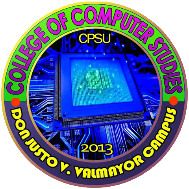 COLLEGE OF COMPUTER STUDIES
CPSU
2013
DON JUSTO V. VALMAYOR CAMPUS